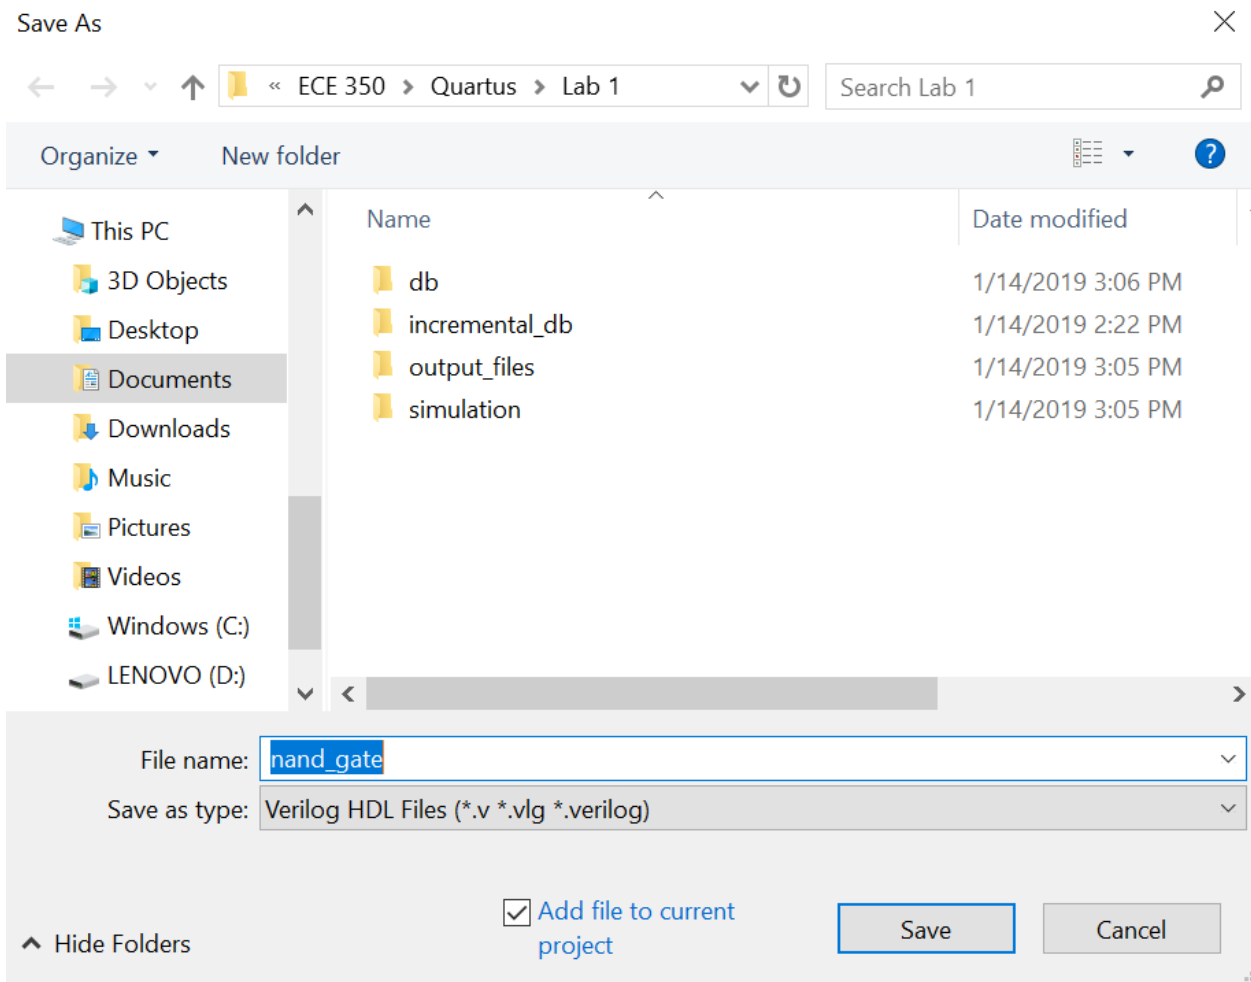 Save As
« ECE 350 > Quartus > Lab 1
Search Lab 1
Organize
New folder
?
This PC
3D Objects
Desktop
Documents
Downloads
Music
Pictures
Videos
Windows (C:)
LENOVO (D:)
Name
Date modified
db
1/14/2019 3:06 PM
incremental_db
1/14/2019 2:22 PM
output_files
1/14/2019 3:05 PM
simulation
1/14/2019 3:05 PM
File name: nand_gate
Save as type: Verilog HDL Files (*.v *.vlg *.verilog)
Add file to current
project
Hide Folders
Save
Cancel